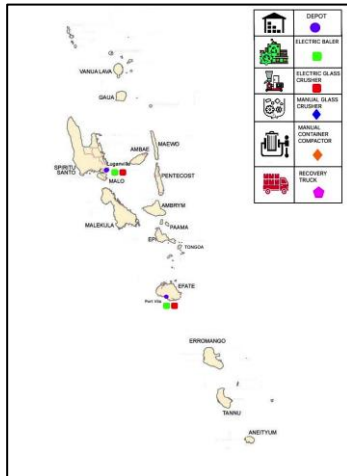 VANUA LAVA
GAUA
MAEWO
Luganville
AMBAE
SPIRITU
SANTO
MALO
PENTECOST
MALEKULA
AMBRYM
PAAMA
EPI
TONGOA
EFATE
Port Vila
ERROMANGO
TANNU
ANEITYUM
DEPOT
ELECTRIC BALER
ELECTRIC GLASS
CRUSHER
MANUAL GLASS
CRUSHER
MANUAL
CONTAINER
COMPACTOR
RECOVERY
TRUCK